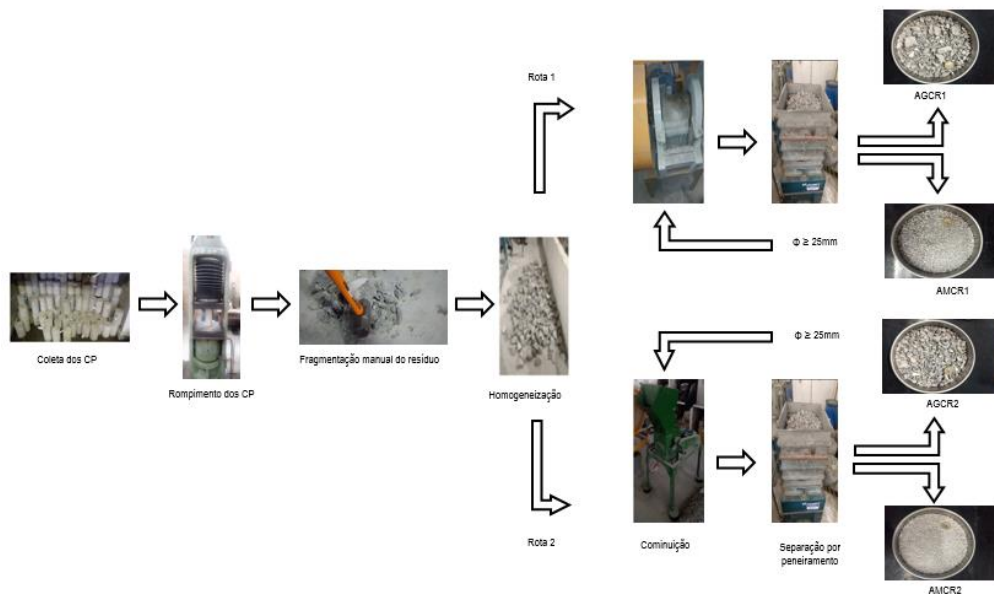 Coleta dos CP
Rompimento dos CP
Fragmentação manual do resíduo
Homogeneização
Rota 1
Φ ≥ 25mm
AGCR1
AMCR1
Rota 2
Φ ≥ 25mm
Cominuição
Separação por
peneiramento
AGCR2
AMCR2